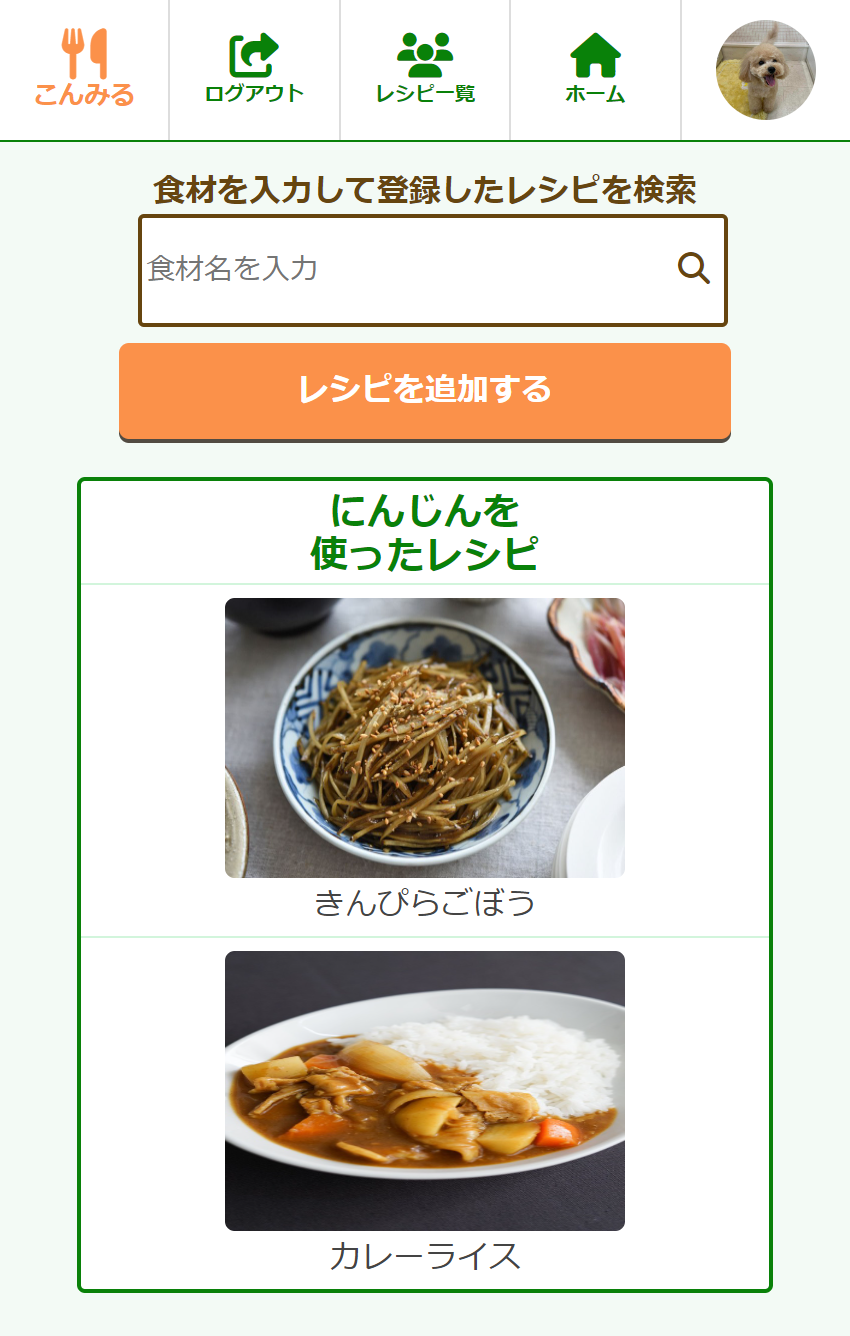 こんみる
ログアウト
レシピ一覧
ホーム
食材を入力して登録したレシピを検索
食材名を入力
レシピを追加する
にんじんを
使ったレシピ
きんぴらごぼう
カレーライス